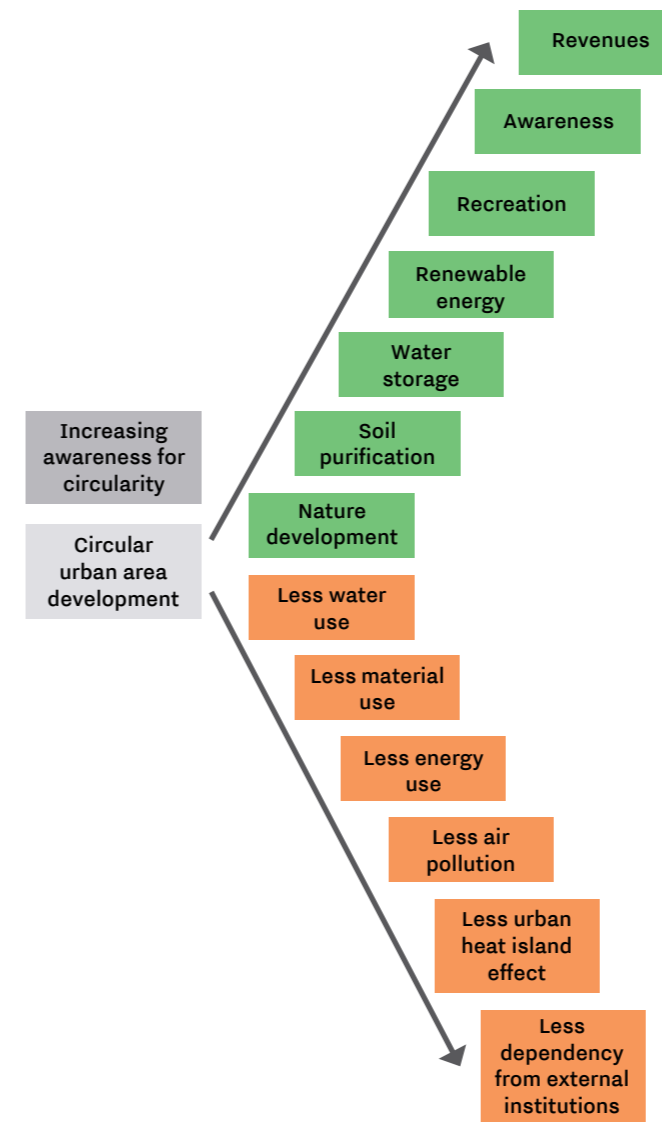 Revenues
Awareness
Recreation
Renewable
energy
Water
storage
Increasing
awareness for
circularity
Soil
purification
Nature
development
Circular
urban area
development
Less water
use
Less material
use
Less energy
use
Less air
pollution
Less urban
heat island
effect
Less
dependency
from external
institutions